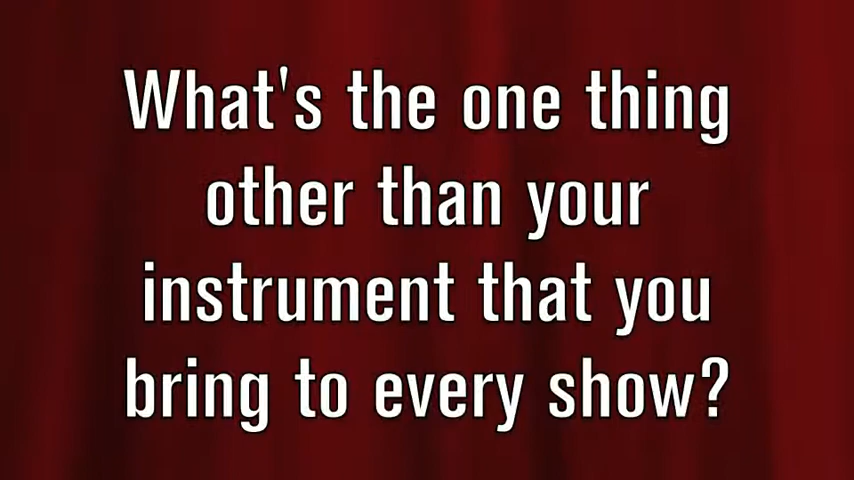 What's the one thing
other than your
instrument that you
bring to every show?